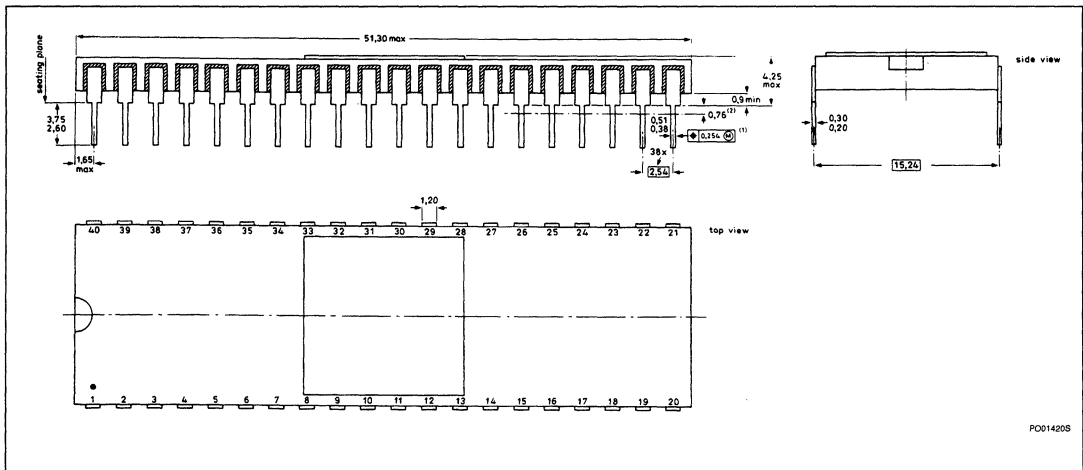 51,30 max
seating plane
side view
4,25
max
0,9 min
0,76 (2)
3,75
2,60
0,51
0,38
0,254 M (1)
0,30
0,20
1,65
max
38x
2,54
15,24
1,20
40 39 38 37 36 35 34 33 32 31 30 29 28 27 26 25 24 23 22 21
top view
1 2 3 4 5 6 7 8 9 10 11 12 13 14 15 16 17 18 19 20
PO01420S